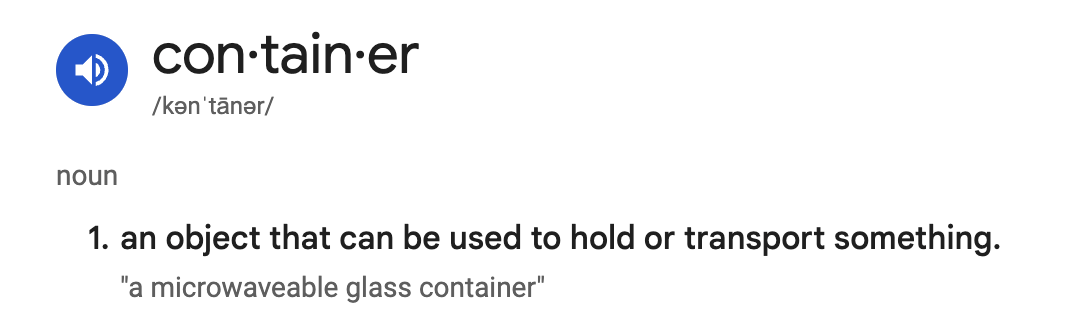 con·tain·er
/kənˈtānər/
noun
1. an object that can be used to hold or transport something.
"a microwaveable glass container"